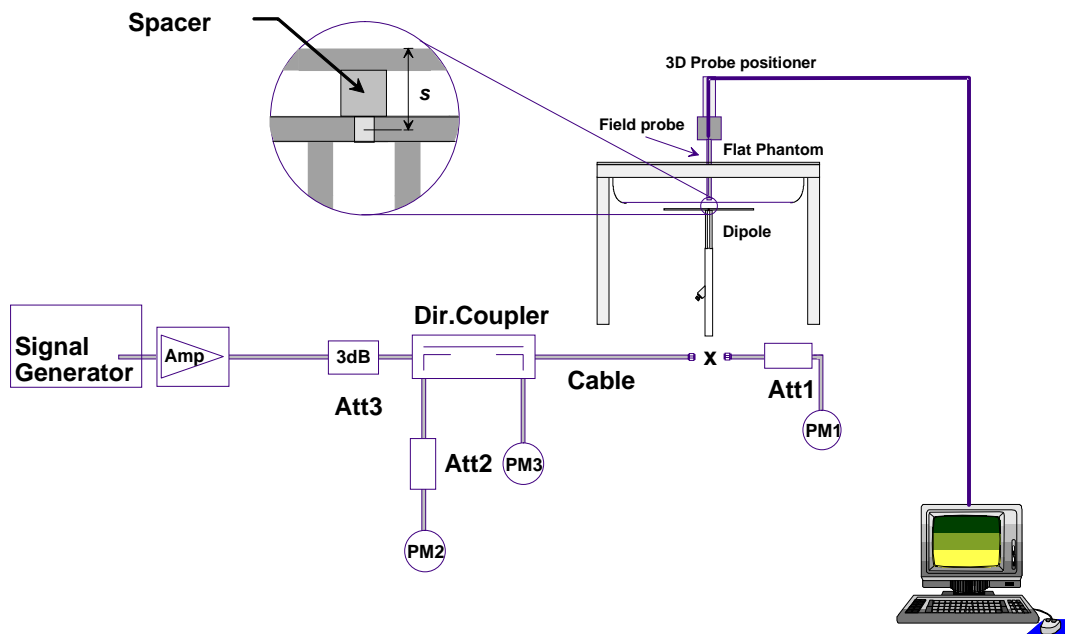 Spacer
s
3D Probe positioner
Field probe
Flat Phantom
Dipole
Dir.Coupler
Signal
Generator
Amp
3dB
Cable
x
Att1
Att3
PM1
Att2
PM3
PM2